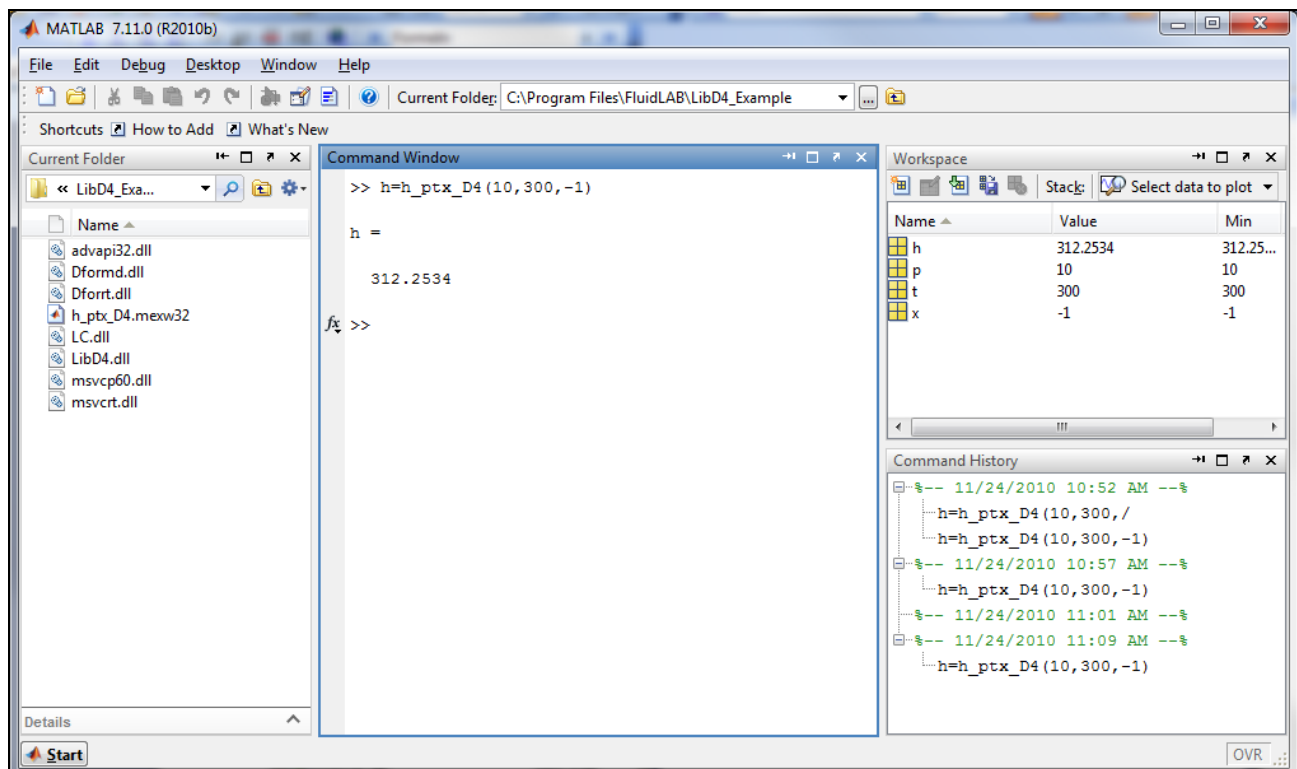 MATLAB 7.11.0 (R2010b)
File Edit Debug Desktop Window Help
Current Folder: C:\Program Files\FluidLAB\LibD4_Example
Shortcuts How to Add What's New
Current Folder
« LibD4_Exa...
Name
advapi32.dll
Dformd.dll
Dforrt.dll
h_ptx_D4.mexw32
LC.dll
LibD4.dll
msvcp60.dll
msvcrt.dll
Details
Command Window
>> h=h_ptx_D4(10,300,-1)
h =
312.2534
fx >>
Workspace
Stack: Select data to plot
Name Value Min
h 312.2534 312.25...
p 10 10
t 300 300
x -1 -1
Command History
%-- 11/24/2010 10:52 AM --%
h=h_ptx_D4(10,300,/
h=h_ptx_D4(10,300,-1)
%-- 11/24/2010 10:57 AM --%
h=h_ptx_D4(10,300,-1)
%-- 11/24/2010 11:01 AM --%
%-- 11/24/2010 11:09 AM --%
h=h_ptx_D4(10,300,-1)
Start
OVR